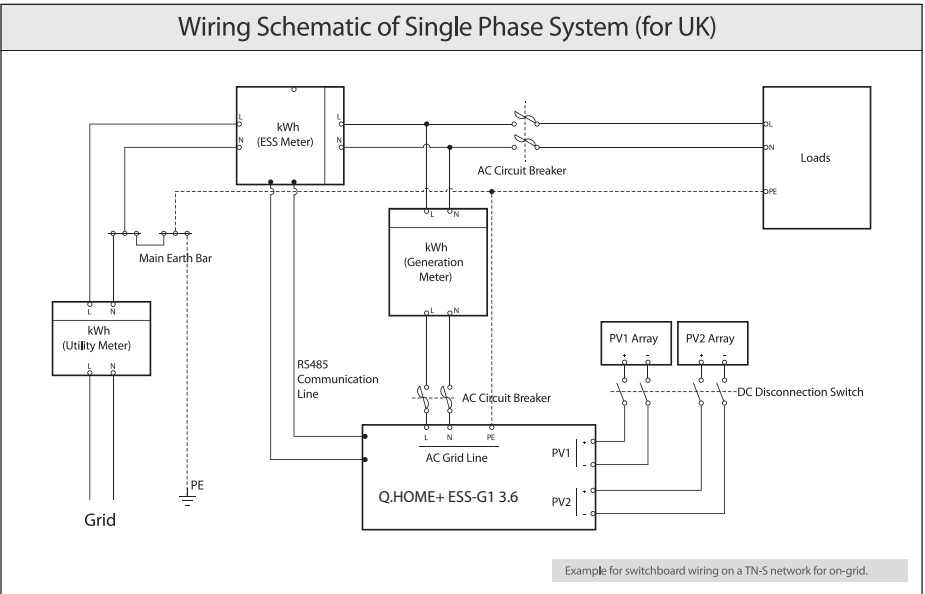 Wiring Schematic of Single Phase System (for UK)
L
N
kWh
(ESS Meter)
L
N
AC Circuit Breaker
L
N
PE
Loads
L N
kWh
(Generation
Meter)
L N
Main Earth Bar
L N
kWh
(Utility Meter)
L N
RS485
Communication
Line
PV1 Array
+ -
PV2 Array
+ -
DC Disconnection Switch
AC Circuit Breaker
L N PE
AC Grid Line
PV1
+
-
PV2
+
-
Q.HOME+ ESS-G1 3.6
PE
Grid
Example for switchboard wiring on a TN-S network for on-grid.